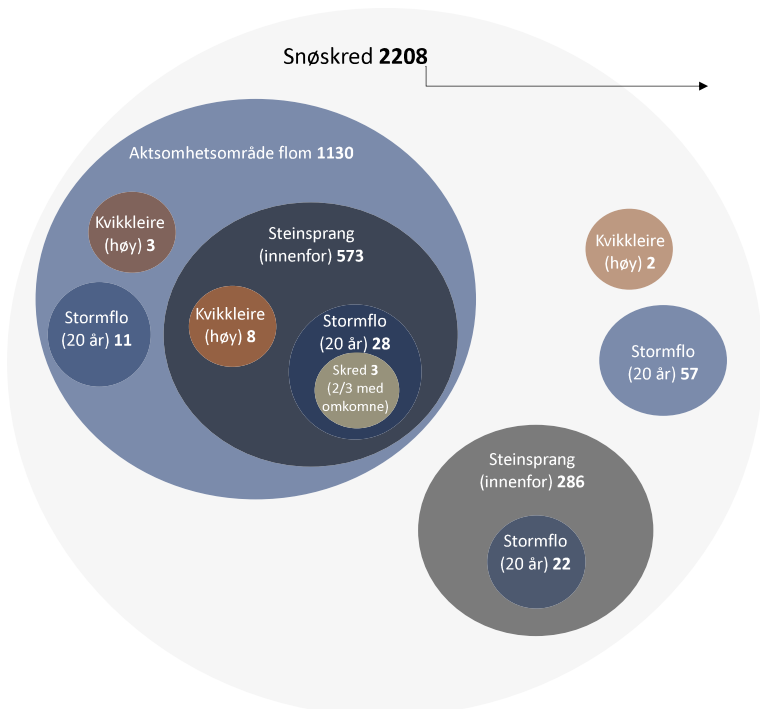 Snøskred 2208
Aktsomhetsområde flom 1130
Kvikkleire
(høy) 3
Steinsprang
(innenfor) 573
Kvikkleire
(høy) 2
Stormflo
(20 år) 11
Kvikkleire
(høy) 8
Stormflo
(20 år) 28
Skred 3
(2/3 med
omkomne)
Stormflo
(20 år) 57
Steinsprang
(innenfor) 286
Stormflo
(20 år) 22